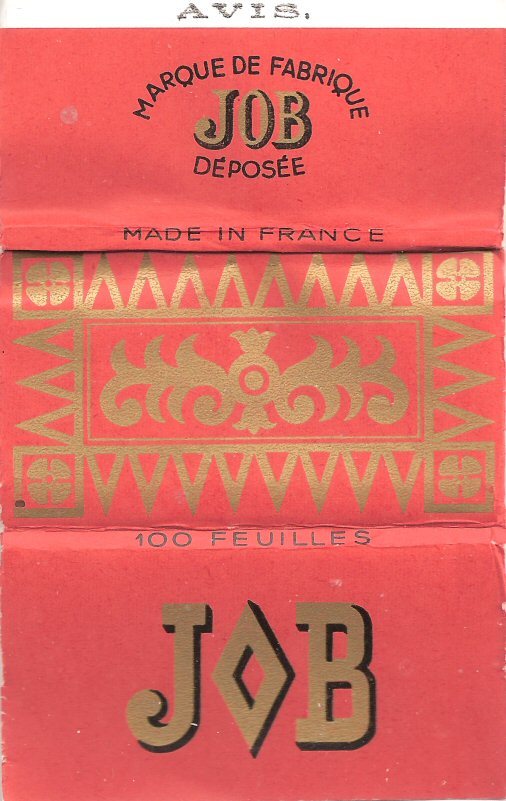 AVIS.
MARQUE DE FABRIQUE
JOB
DÉPOSÉE
MADE IN FRANCE
100 FEUILLES
JOB